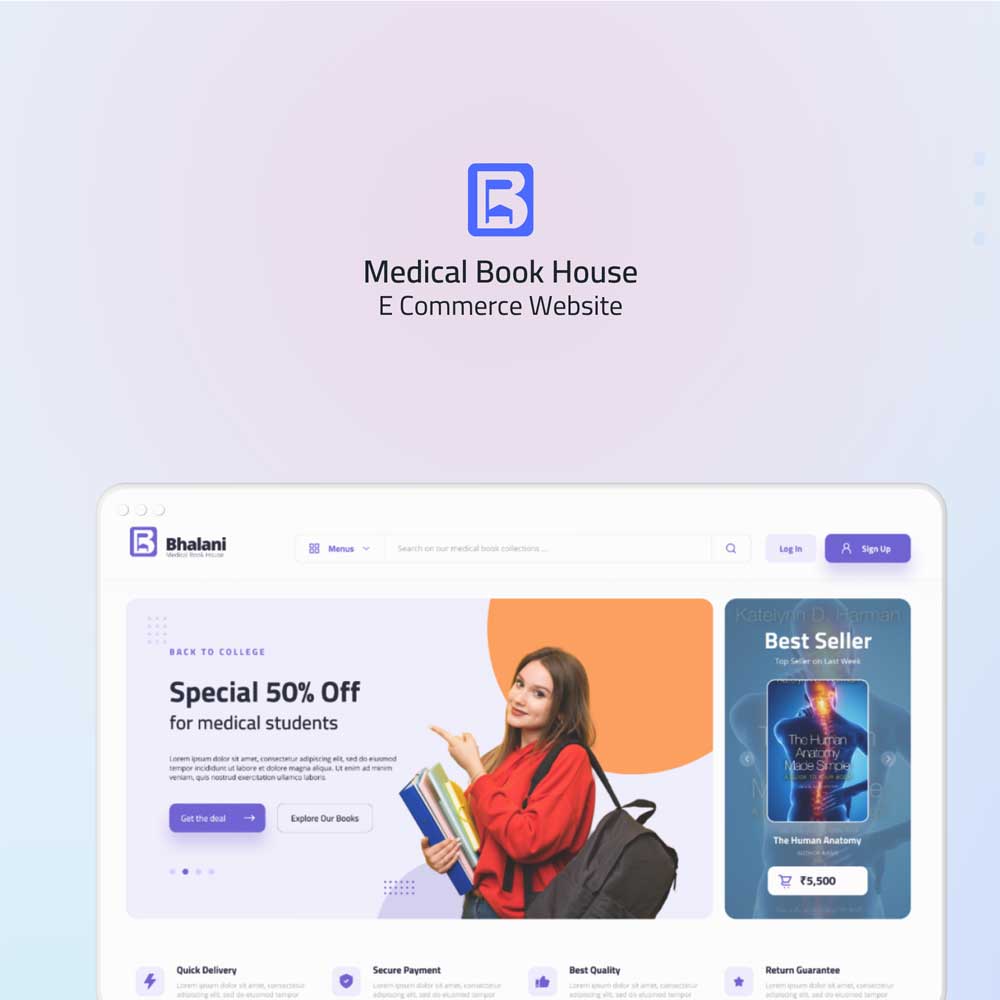 Medical Book House
E Commerce Website
Bhalani
Medical Book House
Menus
Search on our medical book collections ...
Log In
Sign Up
BACK TO COLLEGE
Special 50% Off
for medical students
Lorem ipsum dolor sit amet, consectetur adipiscing elit, sed do eiusmod
tempor incididunt ut labore et dolore magna aliqua. Ut enim ad minim
veniam, quis nostrud exercitation ullamco laboris.
Get the deal
Explore Our Books
Katelynn D. Harman
Best Seller
Top Seller on Last Week
The Human
Anatomy
Made Simple
A GUIDE TO YOUR BODY
The Human Anatomy
₹5,500
Quick Delivery
Lorem ipsum dolor sit amet, consectetur
adipiscing elit, sed do eiusmod tempor
Secure Payment
Lorem ipsum dolor sit amet, consectetur
adipiscing elit, sed do eiusmod tempor
Best Quality
Lorem ipsum dolor sit amet, consectetur
adipiscing elit, sed do eiusmod tempor
Return Guarantee
Lorem ipsum dolor sit amet, consectetur
adipiscing elit, sed do eiusmod tempor